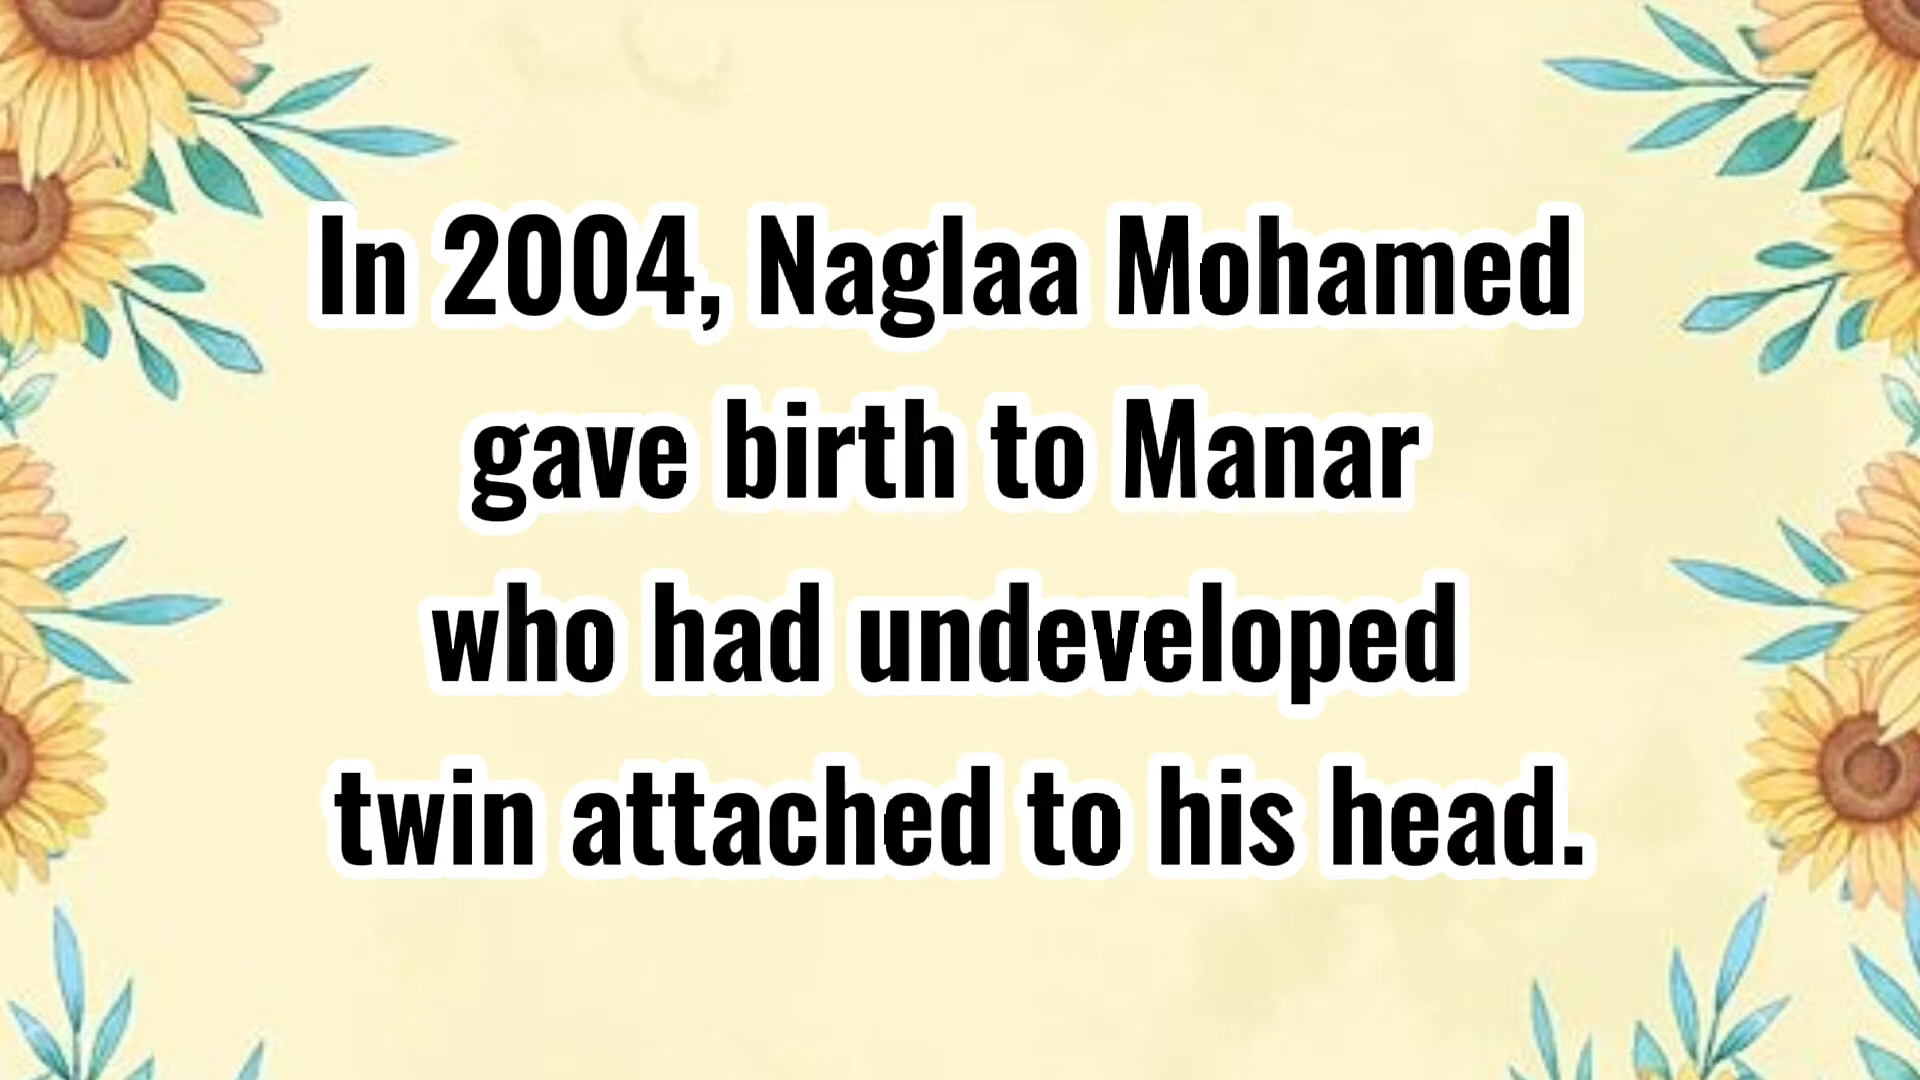 In 2004, Naglaa Mohamed
gave birth to Manar
who had undeveloped
twin attached to his head.